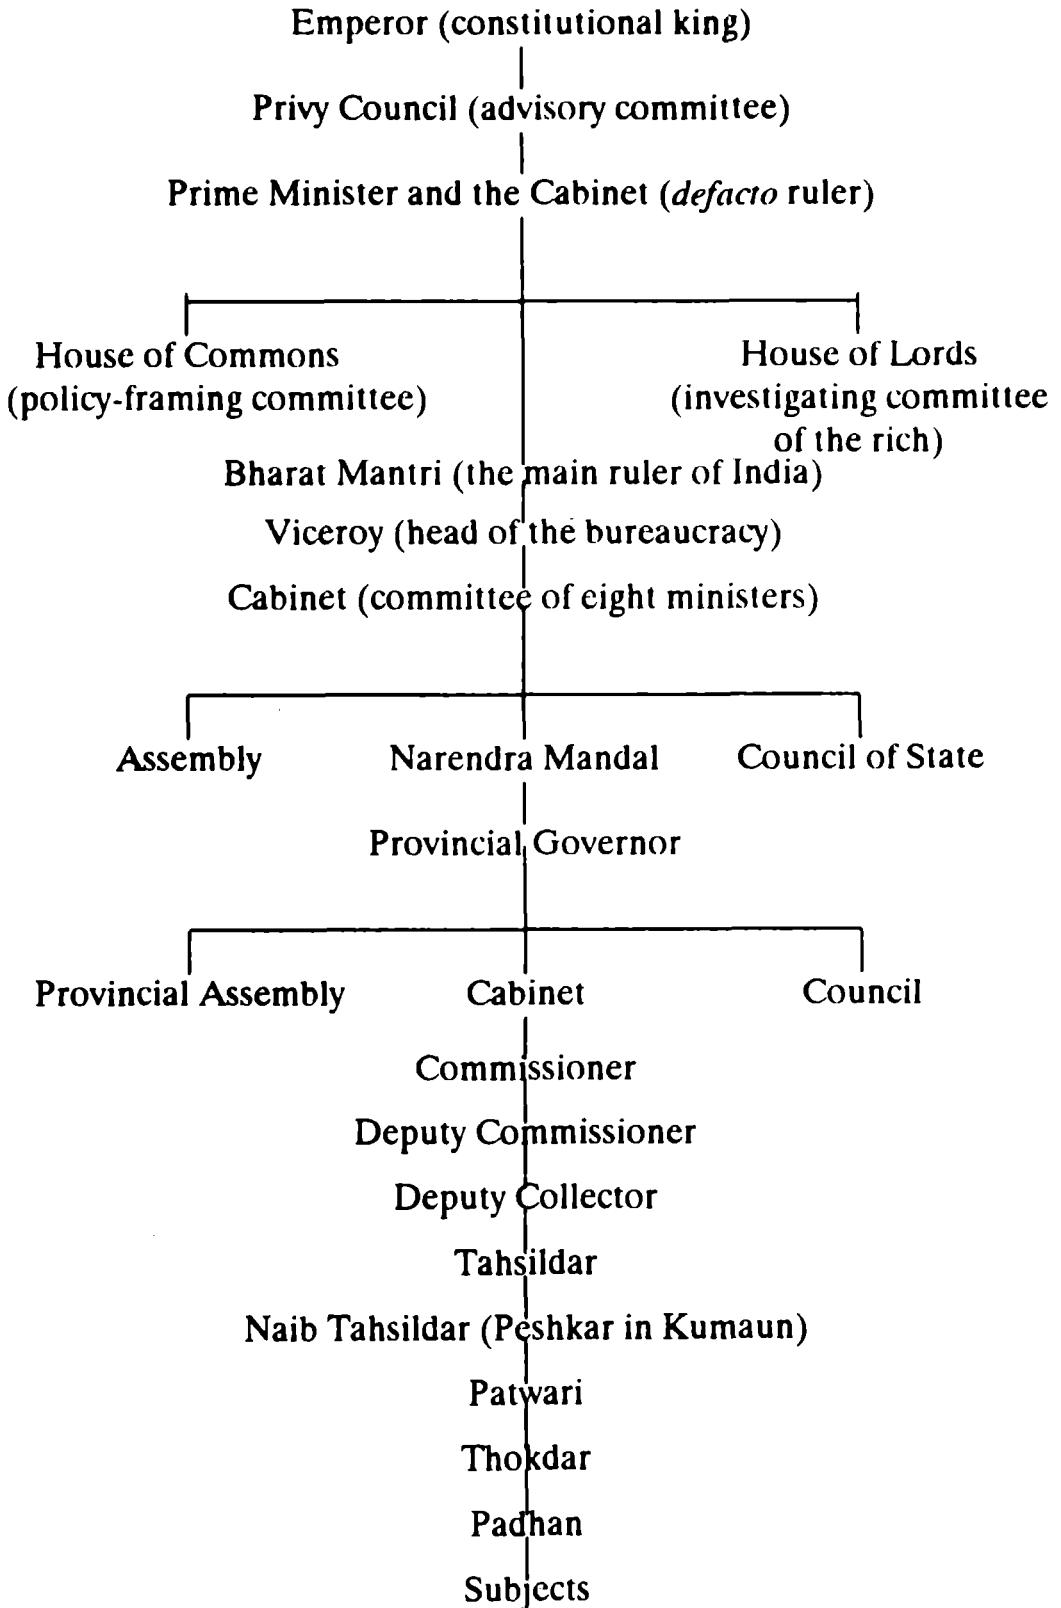 Emperor (constitutional king)
Privy Council (advisory committee)
Prime Minister and the Cabinet (defacto ruler)
House of Commons
(policy-framing committee)
House of Lords
(investigating committee
of the rich)
Bharat Mantri (the main ruler of India)
Viceroy (head of the bureaucracy)
Cabinet (committee of eight ministers)
Assembly
Narendra Mandal
Council of State
Provincial Governor
Provincial Assembly
Cabinet
Council
Commissioner
Deputy Commissioner
Deputy Collector
Tahsildar
Naib Tahsildar (Peshkar in Kumaun)
Patwari
Thokdar
Padhan
Subjects